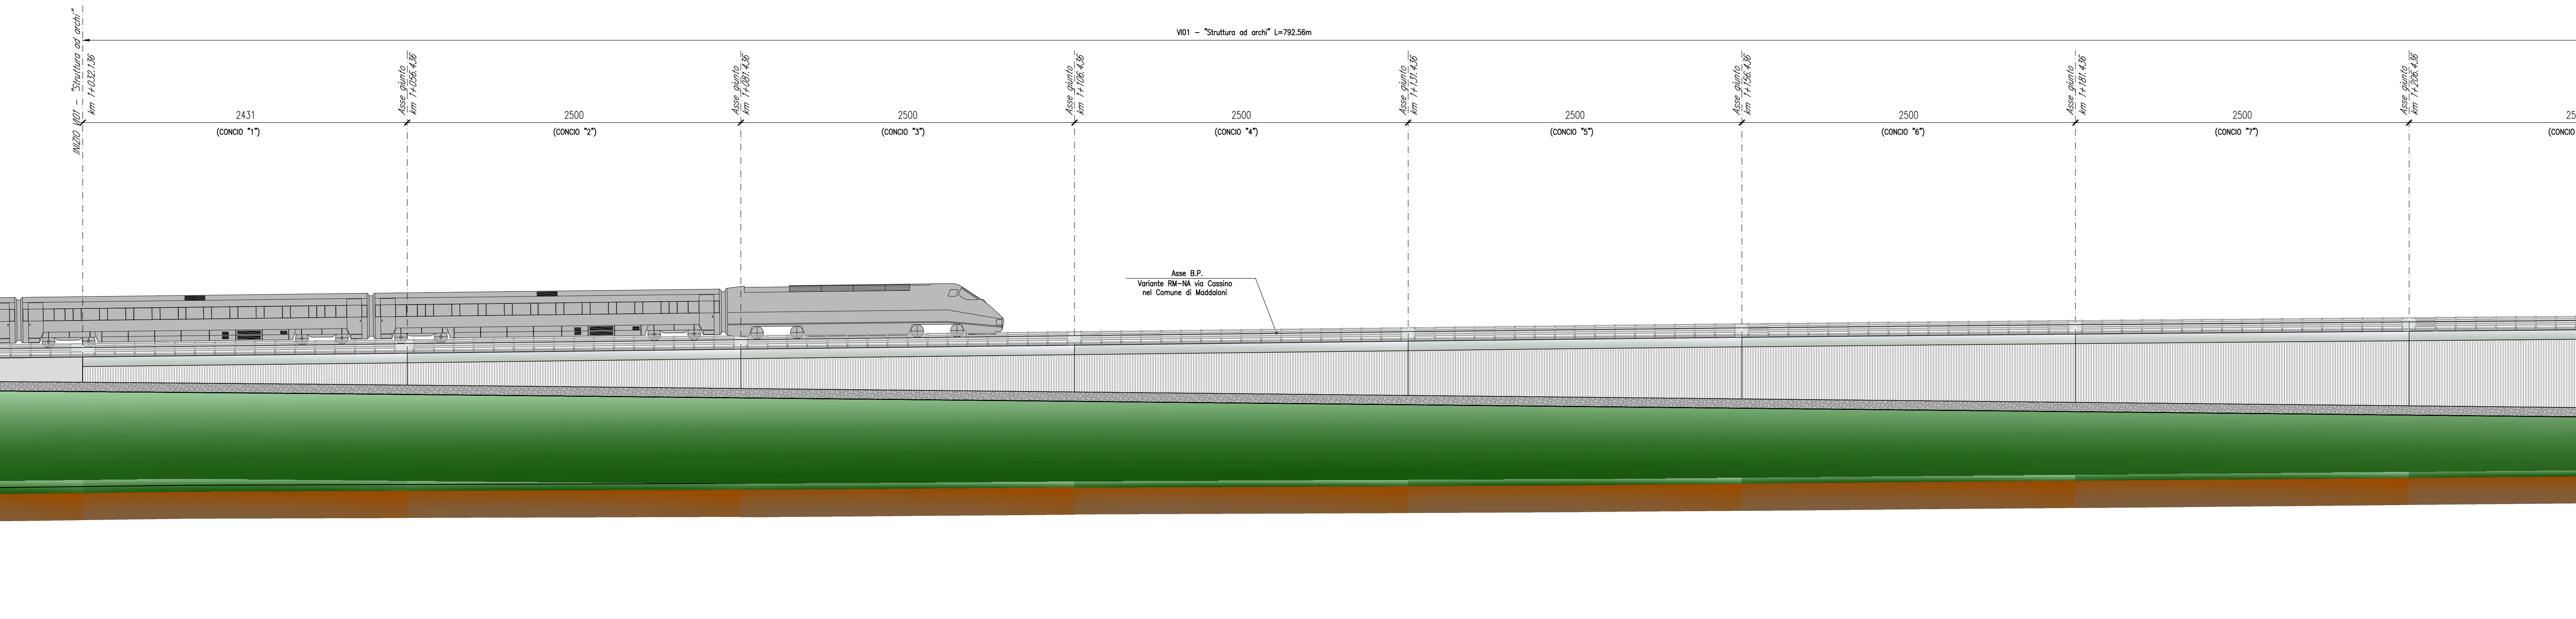 VI01 - "Struttura ad archi" L=792.56m
INIZIO VI01 - "Struttura ad archi"
km 1+032.136
Asse giunto
km 1+056.436
Asse giunto
km 1+081.436
Asse giunto
km 1+106.436
Asse giunto
km 1+131.436
Asse giunto
km 1+156.436
Asse giunto
km 1+181.436
Asse giunto
km 1+206.436
2431
(CONCIO "1")
2500
(CONCIO "2")
2500
(CONCIO "3")
2500
(CONCIO "4")
2500
(CONCIO "5")
2500
(CONCIO "6")
2500
(CONCIO "7")
25
(CONCIO
Asse B.P.
Variante RM-NA via Cassino
nel Comune di Maddaloni